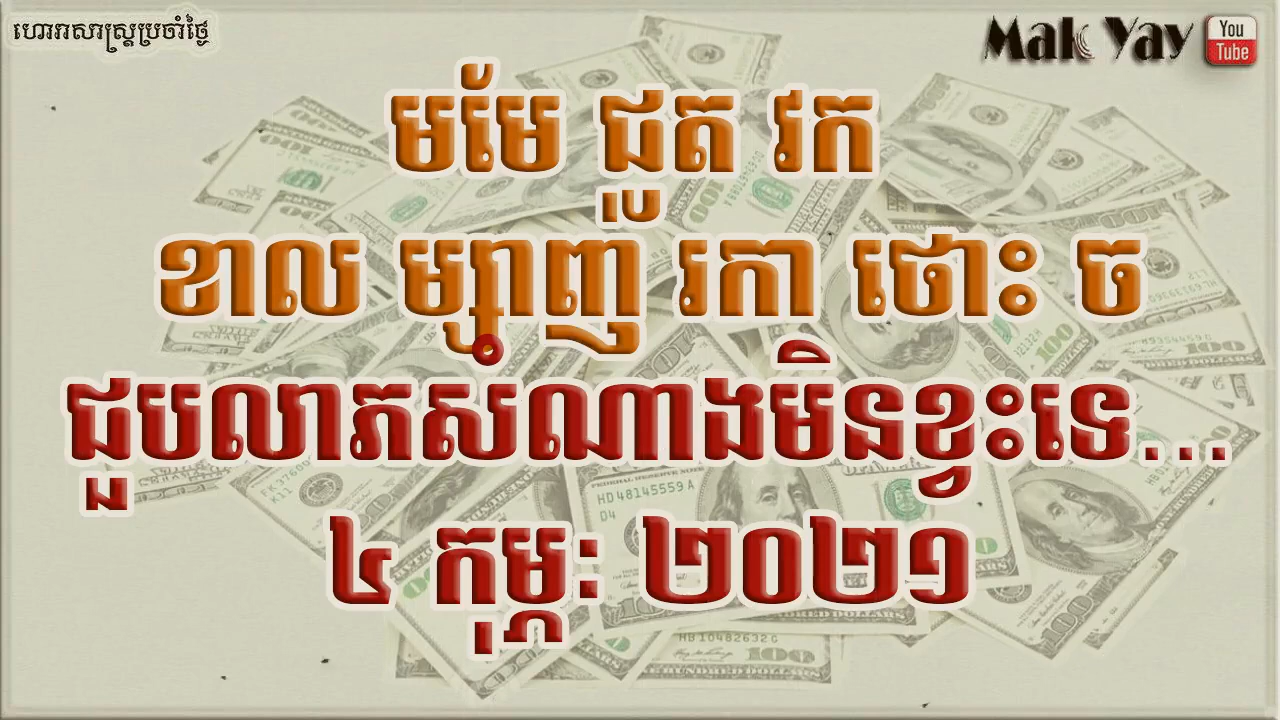 ហោរាសាស្ត្រប្រចាំថ្ងៃ
Mak Yay
You
Tube
មមែ ជូត វក
ខាល ម្សាញ់ រកា ថោះ ច
ជួបលាភសំណាងមិនខ្វះទេ...
៤ កុម្ភៈ ២០២១